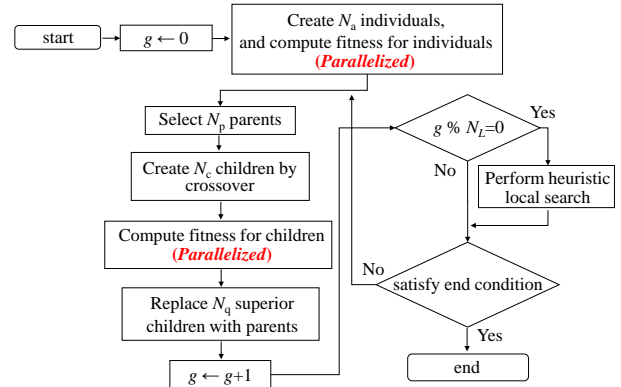 start
g ← 0
Create Na individuals,
and compute fitness for individuals
(Parallelized)
Select Np parents
Create Nc children by
crossover
Compute fitness for children
(Parallelized)
Replace Nq superior
children with parents
g ← g+1
g % NL=0
Yes
No
Perform heuristic
local search
satisfy end condition
No
Yes
end